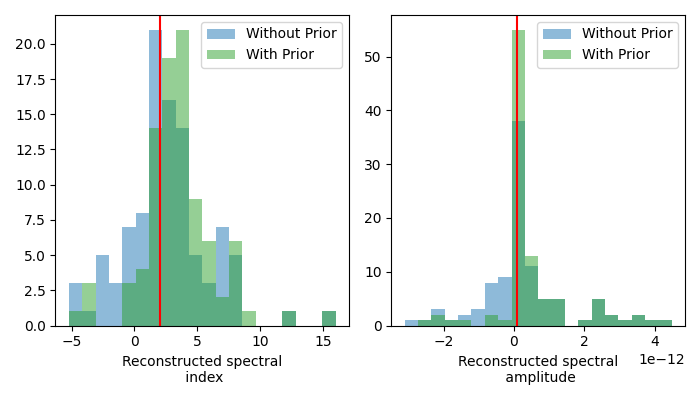 Without Prior
With Prior
20.0
17.5
15.0
12.5
10.0
7.5
5.0
2.5
0.0
−5
0
5
10
15
Reconstructed spectral
index
Without Prior
With Prior
50
40
30
20
10
0
−2
0
2
4
1e−12
Reconstructed spectral
amplitude